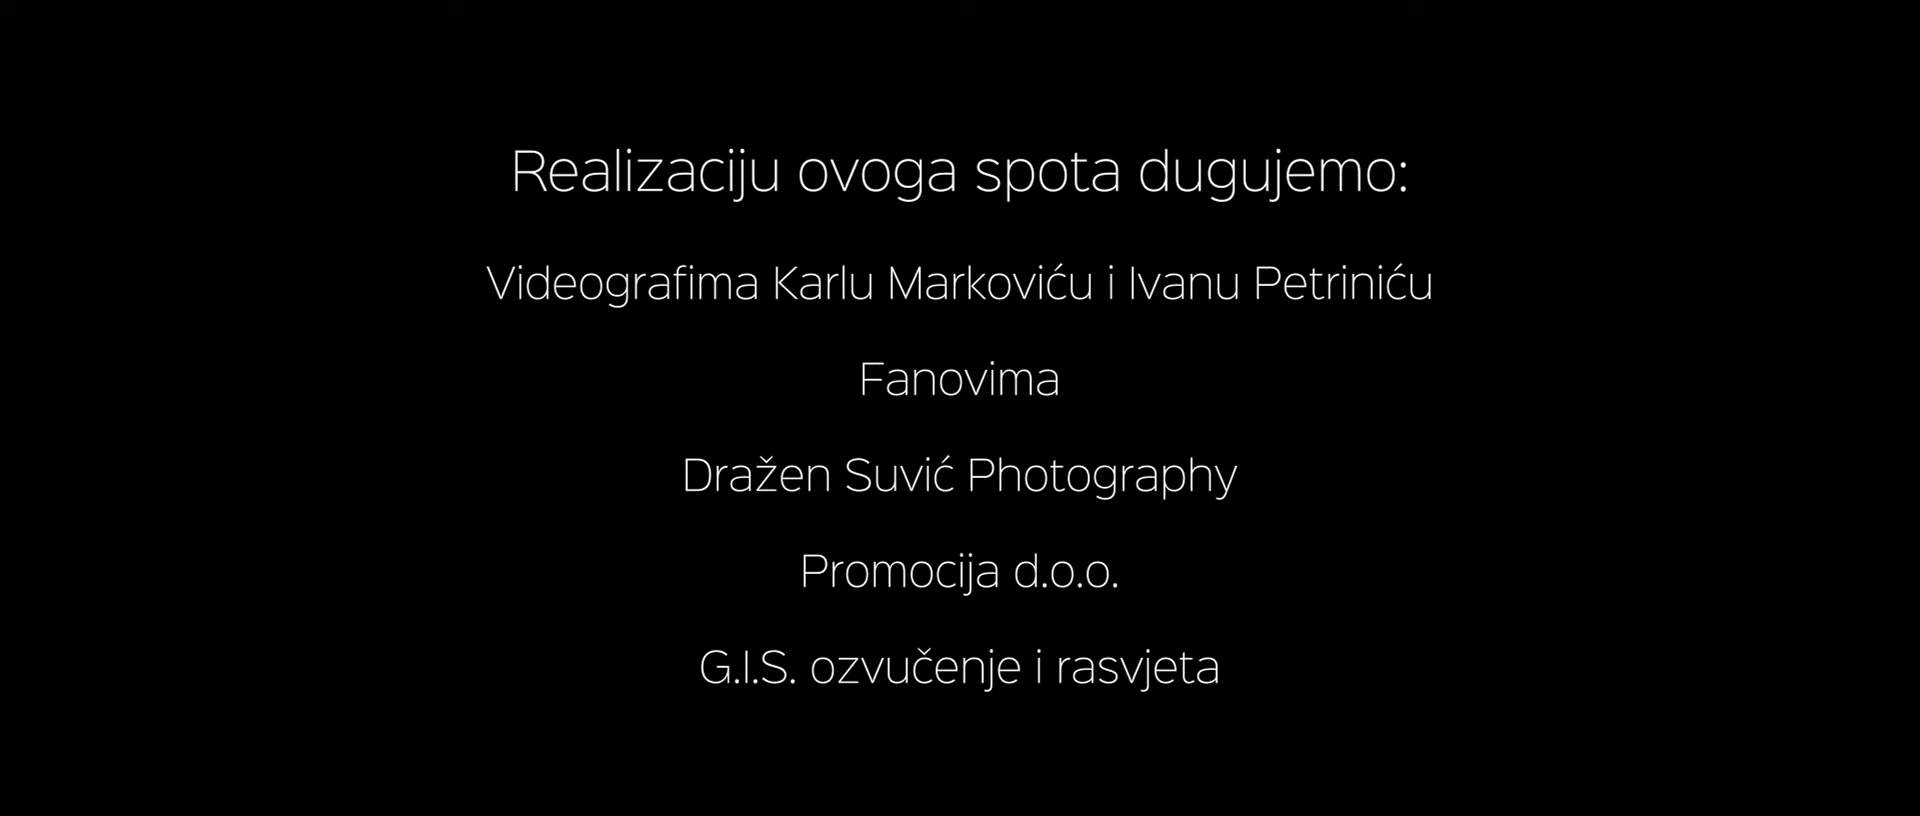 Realizaciju ovoga spota dugujemo:
Videografima Karlu Markoviću i Ivanu Petriniću
Fanovima
Dražen Suvić Photography
Promocija d.o.o.
G.I.S. ozvučenje i rasvjeta